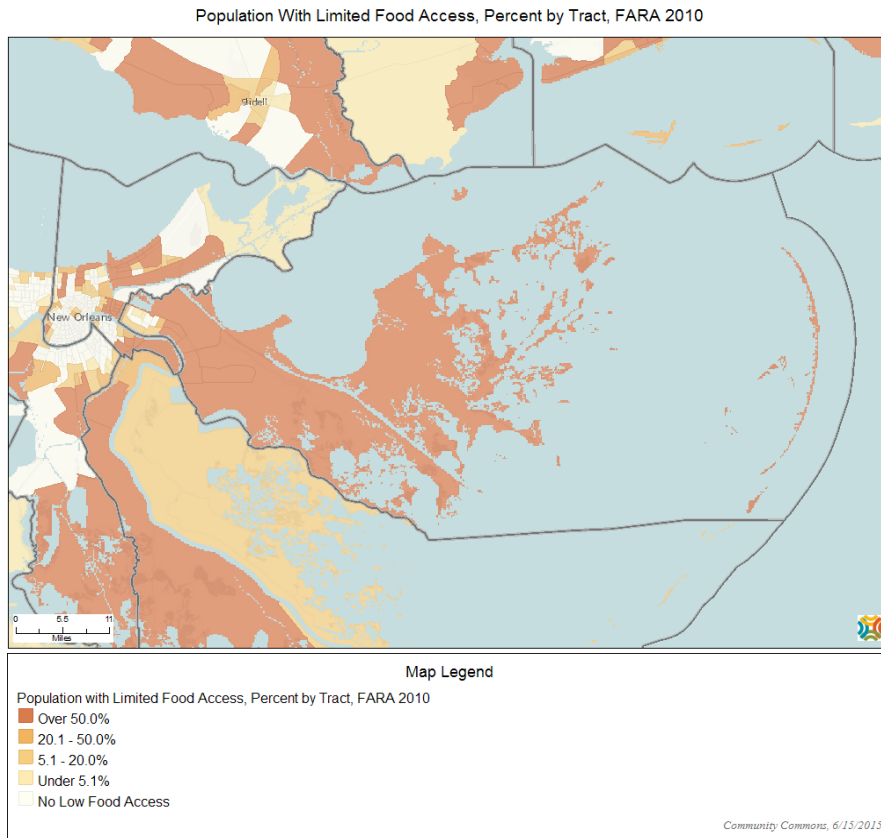 Population With Limited Food Access, Percent by Tract, FARA 2010
Slidell
New Orleans
0 5.5 11
Miles
Map Legend
Population with Limited Food Access, Percent by Tract, FARA 2010
Over 50.0%
20.1 - 50.0%
5.1 - 20.0%
Under 5.1%
No Low Food Access
Community Commons, 6/15/2015